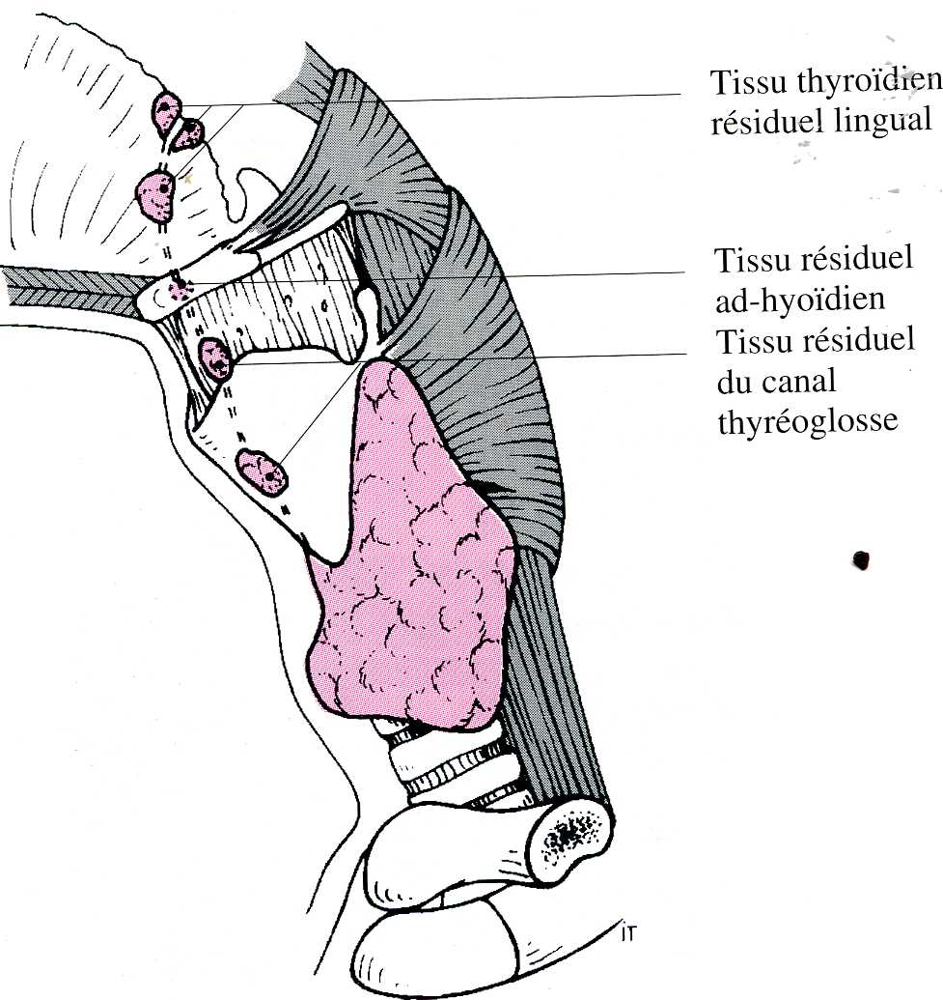 Tissu thyroïdien
résiduel lingual
Tissu résiduel
ad-hyoïdien
Tissu résiduel
du canal
thyréoglosse
IT